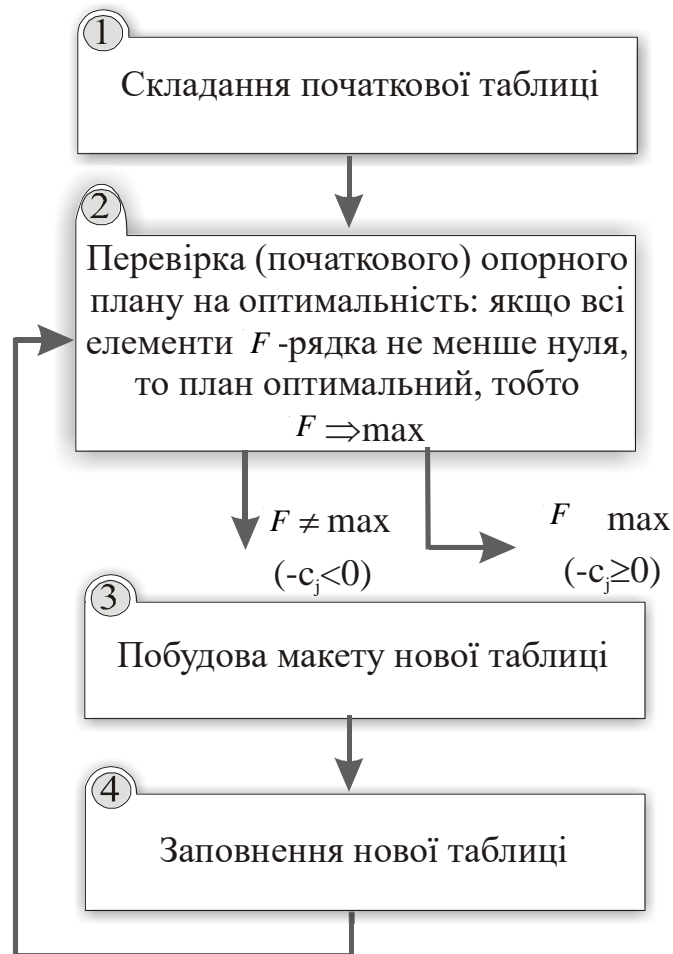 1
Складання початкової таблиці
2
Перевірка (початкового) опорного
плану на оптимальність: якщо всі
елементи F -рядка не менше нуля,
то план оптимальний, тобто
F ⇒max
F ≠ max
(-cⱼ<0)
F max
(-cⱼ≥0)
3
Побудова макету нової таблиці
4
Заповнення нової таблиці